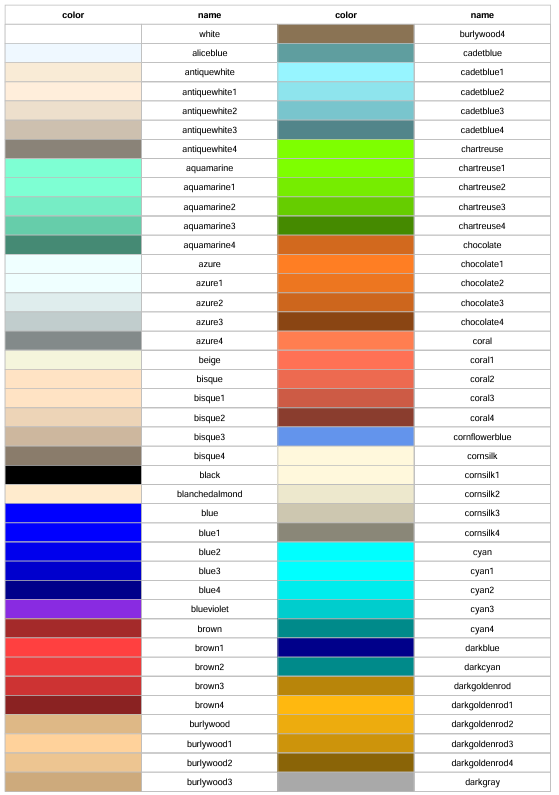 color name color name
white burlywood4
aliceblue cadetblue
antiquewhite cadetblue1
antiquewhite1 cadetblue2
antiquewhite2 cadetblue3
antiquewhite3 cadetblue4
antiquewhite4 chartreuse
aquamarine chartreuse1
aquamarine1 chartreuse2
aquamarine2 chartreuse3
aquamarine3 chartreuse4
aquamarine4 chocolate
azure chocolate1
azure1 chocolate2
azure2 chocolate3
azure3 chocolate4
azure4 coral
beige coral1
bisque coral2
bisque1 coral3
bisque2 coral4
bisque3 cornflowerblue
bisque4 cornsilk
black cornsilk1
blanchedalmond cornsilk2
blue cornsilk3
blue1 cornsilk4
blue2 cyan
blue3 cyan1
blue4 cyan2
blueviolet cyan3
brown cyan4
brown1 darkblue
brown2 darkcyan
brown3 darkgoldenrod
brown4 darkgoldenrod1
burlywood darkgoldenrod2
burlywood1 darkgoldenrod3
burlywood2 darkgoldenrod4
burlywood3 darkgray